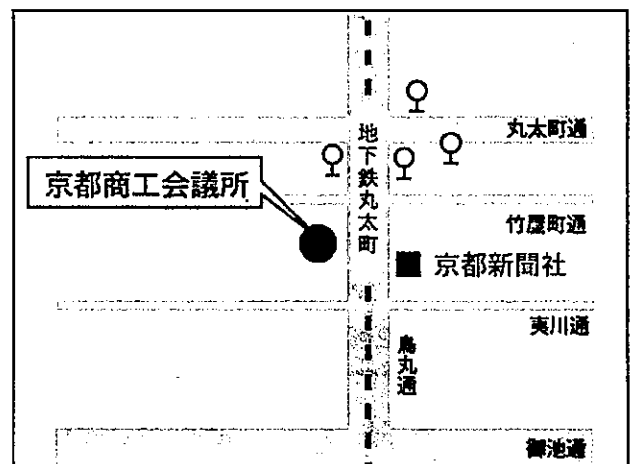 丸太町通
地下鉄丸太町
京都商工会議所
竹屋町通
京都新聞社
夷川通
烏丸通
御池通